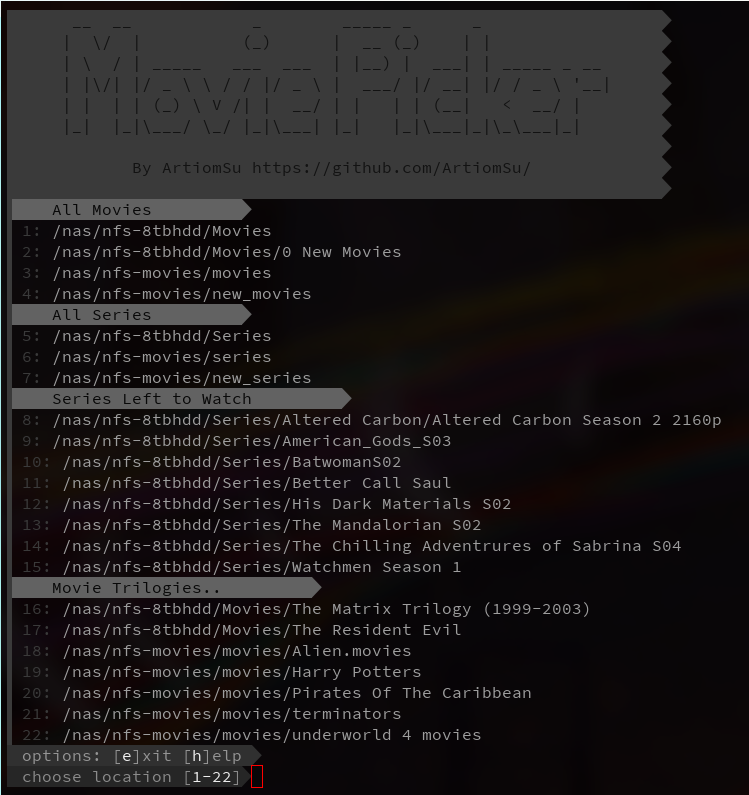 MoviePicker
By ArtiomSu https://github.com/ArtiomSu/
All Movies
1: /nas/nfs-8tbhdd/Movies
2: /nas/nfs-8tbhdd/Movies/0 New Movies
3: /nas/nfs-movies/movies
4: /nas/nfs-movies/new_movies
All Series
5: /nas/nfs-8tbhdd/Series
6: /nas/nfs-movies/series
7: /nas/nfs-movies/new_series
Series Left to Watch
8: /nas/nfs-8tbhdd/Series/Altered Carbon/Altered Carbon Season 2 2160p
9: /nas/nfs-8tbhdd/Series/American_Gods_S03
10: /nas/nfs-8tbhdd/Series/BatwomanS02
11: /nas/nfs-8tbhdd/Series/Better Call Saul
12: /nas/nfs-8tbhdd/Series/His Dark Materials S02
13: /nas/nfs-8tbhdd/Series/The Mandalorian S02
14: /nas/nfs-8tbhdd/Series/The Chilling Adventrures of Sabrina S04
15: /nas/nfs-8tbhdd/Series/Watchmen Season 1
Movie Trilogies..
16: /nas/nfs-8tbhdd/Movies/The Matrix Trilogy (1999-2003)
17: /nas/nfs-8tbhdd/Movies/The Resident Evil
18: /nas/nfs-movies/movies/Alien.movies
19: /nas/nfs-movies/movies/Harry Potters
20: /nas/nfs-movies/movies/Pirates Of The Caribbean
21: /nas/nfs-movies/movies/terminators
22: /nas/nfs-movies/movies/underworld 4 movies
options: [e]xit [h]elp
choose location [1-22]